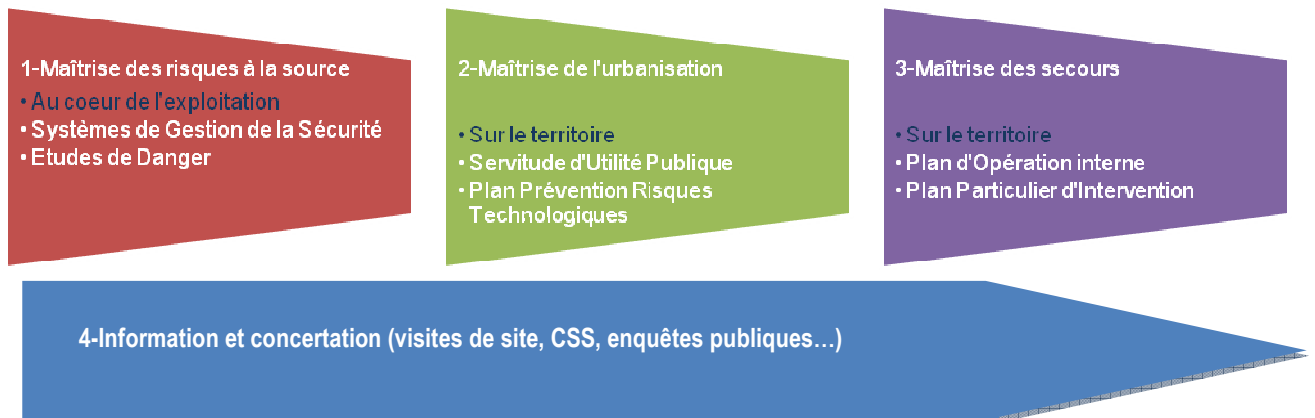 1-Maîtrise des risques à la source
• Au coeur de l'exploitation
• Systèmes de Gestion de la Sécurité
• Etudes de Danger
2-Maîtrise de l'urbanisation
• Sur le territoire
• Servitude d'Utilité Publique
• Plan Prévention Risques
Technologiques
3-Maîtrise des secours
• Sur le territoire
• Plan d'Opération interne
• Plan Particulier d'Intervention
4-Information et concertation (visites de site, CSS, enquêtes publiques…)